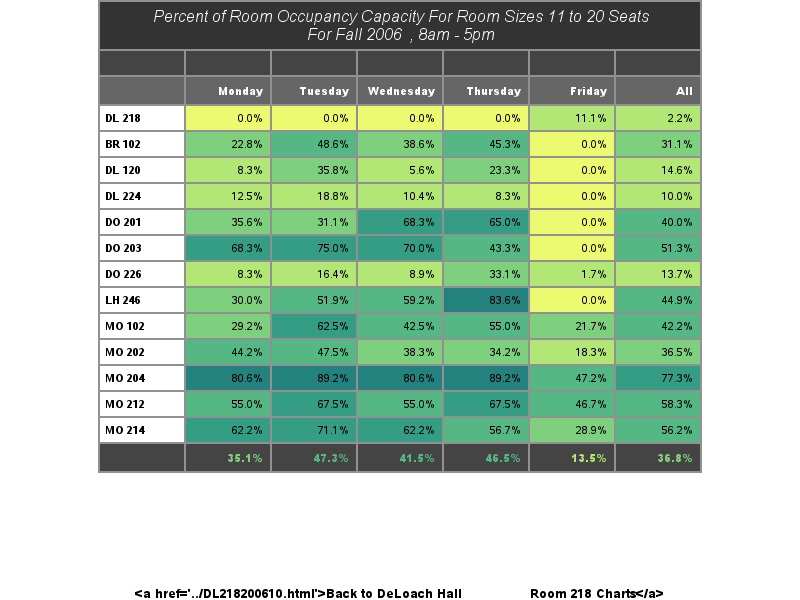 Percent of Room Occupancy Capacity For Room Sizes 11 to 20 Seats
For Fall 2006 , 8am - 5pm
Monday Tuesday Wednesday Thursday Friday All
DL 218 0.0% 0.0% 0.0% 0.0% 11.1% 2.2%
BR 102 22.8% 48.6% 38.6% 45.3% 0.0% 31.1%
DL 120 8.3% 35.8% 5.6% 23.3% 0.0% 14.6%
DL 224 12.5% 18.8% 10.4% 8.3% 0.0% 10.0%
DO 201 35.6% 31.1% 68.3% 65.0% 0.0% 40.0%
DO 203 68.3% 75.0% 70.0% 43.3% 0.0% 51.3%
DO 226 8.3% 16.4% 8.9% 33.1% 1.7% 13.7%
LH 246 30.0% 51.9% 59.2% 83.6% 0.0% 44.9%
MO 102 29.2% 62.5% 42.5% 55.0% 21.7% 42.2%
MO 202 44.2% 47.5% 38.3% 34.2% 18.3% 36.5%
MO 204 80.6% 89.2% 80.6% 89.2% 47.2% 77.3%
MO 212 55.0% 67.5% 55.0% 67.5% 46.7% 58.3%
MO 214 62.2% 71.1% 62.2% 56.7% 28.9% 56.2%
35.1% 47.3% 41.5% 46.5% 13.5% 36.8%
<a href='../DL218200610.html'>Back to DeLoach Hall Room 218 Charts</a>